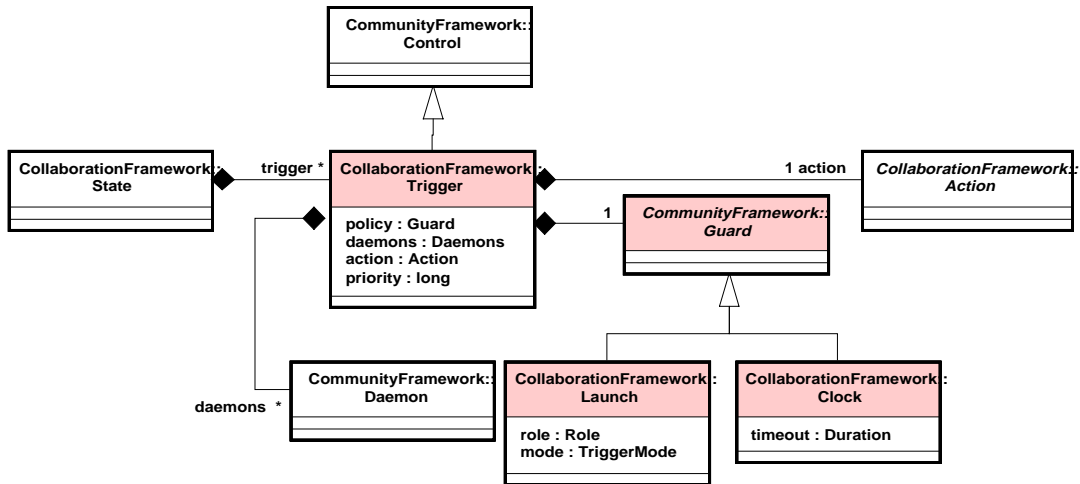 CommunityFramework::
Control
CollaborationFramework::
State
trigger *
CollaborationFramework::
Trigger
policy : Guard
daemons : Daemons
action : Action
priority : long
1 action
CollaborationFramework::
Action
1
CommunityFramework::
Guard
daemons *
CommunityFramework::
Daemon
CollaborationFramework::
Launch
role : Role
mode : TriggerMode
CollaborationFramework::
Clock
timeout : Duration